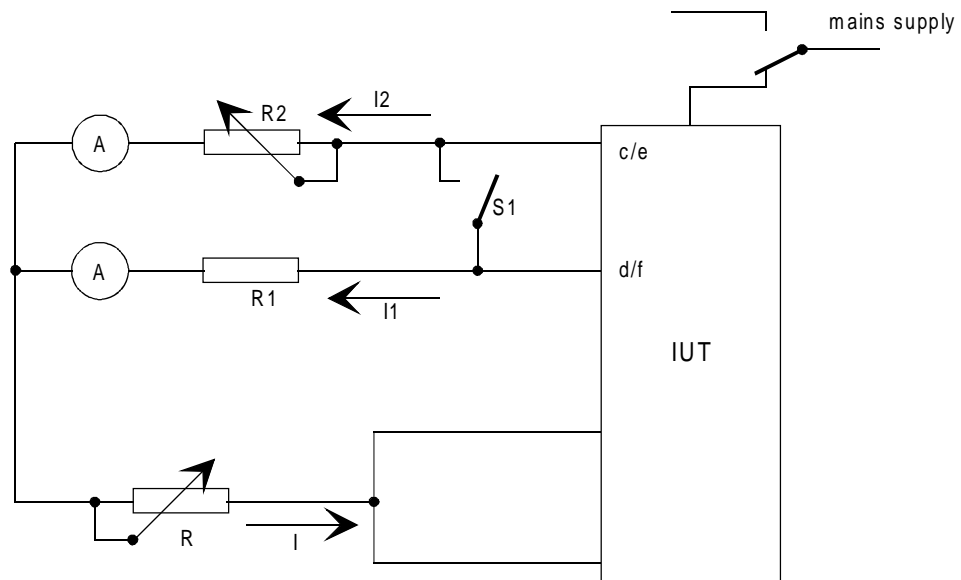 mains supply
I2
R2
A
c/e
S1
A
d/f
R1
I1
IUT
R
I